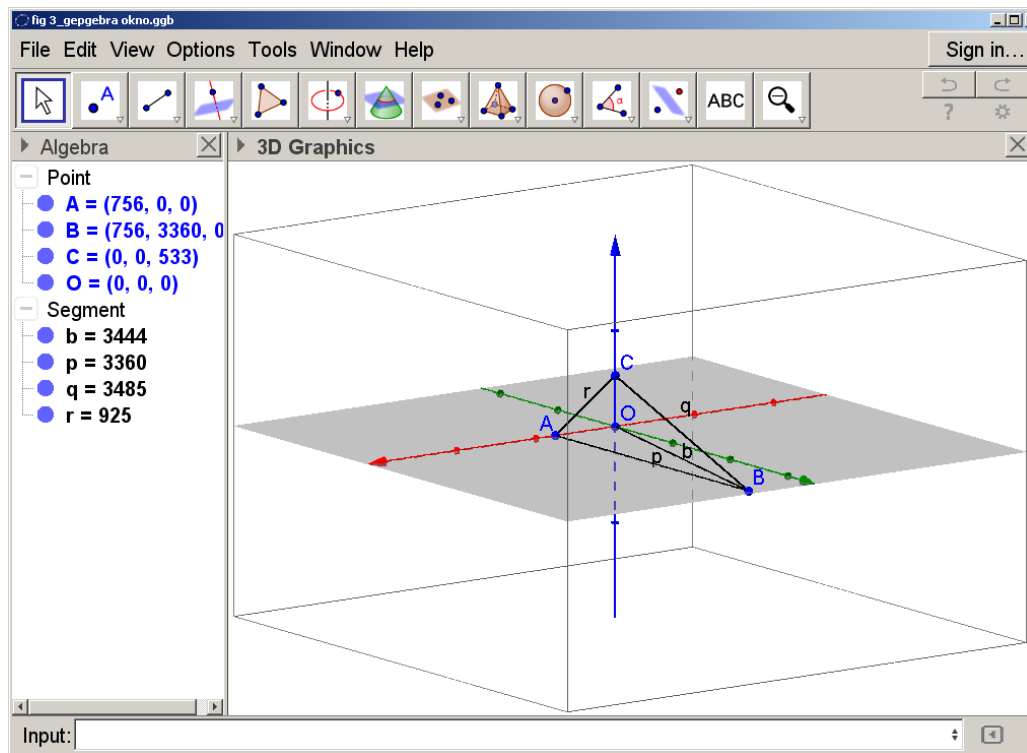 fig 3_gepgebra okno.ggb
File Edit View Options Tools Window Help
Sign in...
A
α
ABC
?
Algebra
3D Graphics
Point
A = (756, 0, 0)
B = (756, 3360, 0
C = (0, 0, 533)
O = (0, 0, 0)
Segment
b = 3444
p = 3360
q = 3485
r = 925
C
r
q
A
O
p
b
B
Input: